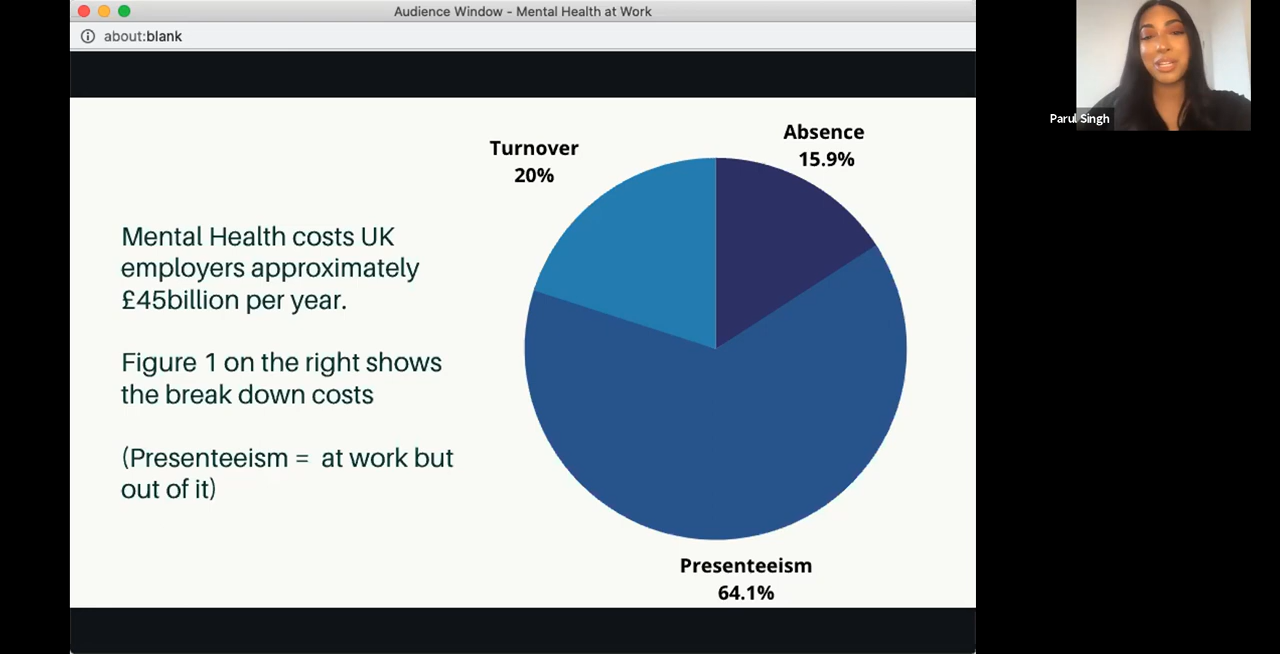 Audience Window - Mental Health at Work
about:blank
Parul Singh
Turnover
20%
Absence
15.9%
Mental Health costs UK
employers approximately
£45billion per year.
Figure 1 on the right shows
the break down costs
(Presenteeism = at work but
out of it)
Presenteeism
64.1%